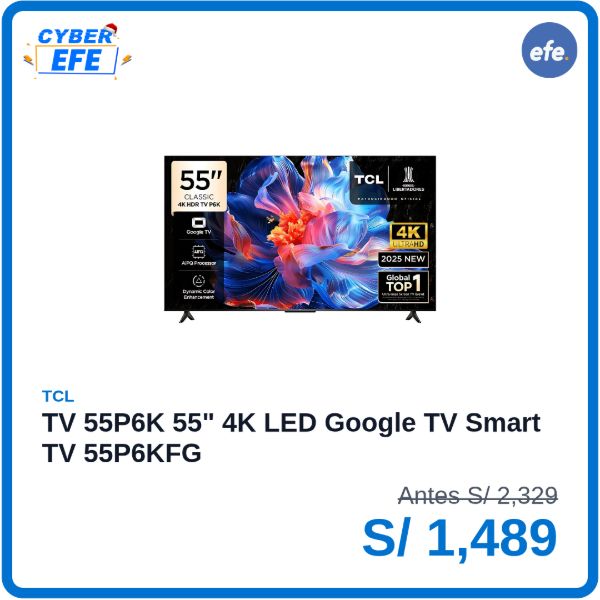 CYBER
EFE
efe.
55"
CLASSIC
4K HDR TV P6K
Google TV
AiPQ Processor
Dynamic Color
Enhancement
TCL
LIBERTADORES
PATROCINADOR OFICIAL
4K
ULTRA HD
2025 NEW
Global
TOP 1
TCL
TV 55P6K 55" 4K LED Google TV Smart
TV 55P6KFG
Antes S/ 2,329
S/ 1,489